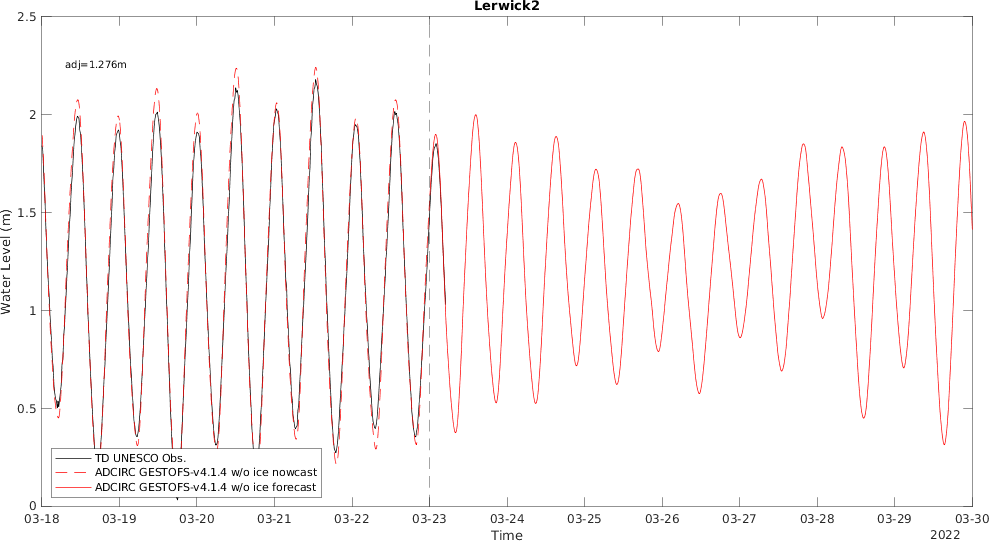 Lerwick2
2.5
adj=1.276m
2
1.5
Water Level (m)
1
0.5
TD UNESCO Obs.
ADCIRC GESTOFS-v4.1.4 w/o ice nowcast
ADCIRC GESTOFS-v4.1.4 w/o ice forecast
0
03-18 03-19 03-20 03-21 03-22 03-23 03-24 03-25 03-26 03-27 03-28 03-29 03-30
Time
2022